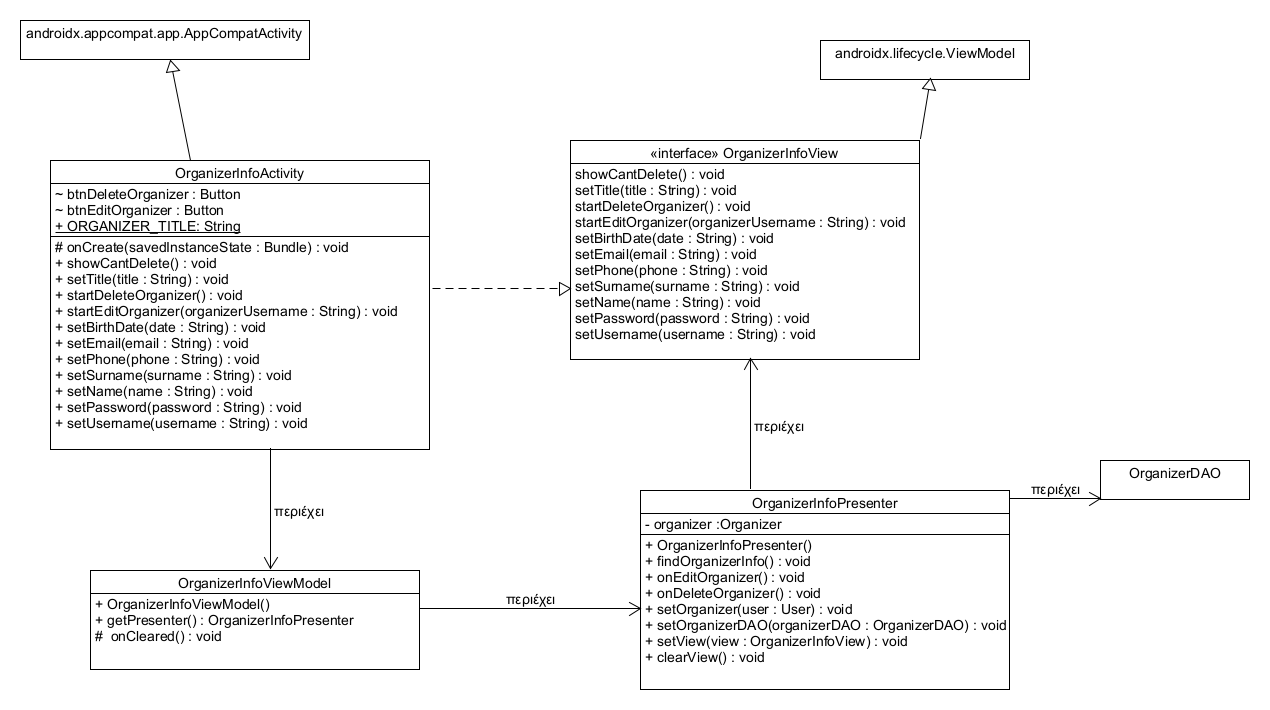 androidx.appcompat.app.AppCompatActivity
androidx.lifecycle.ViewModel
OrganizerInfoActivity
~ btnDeleteOrganizer : Button
~ btnEditOrganizer : Button
+ ORGANIZER_TITLE: String
# onCreate(savedInstanceState : Bundle) : void
+ showCantDelete() : void
+ setTitle(title : String) : void
+ startDeleteOrganizer() : void
+ startEditOrganizer(organizerUsername : String) : void
+ setBirthDate(date : String) : void
+ setEmail(email : String) : void
+ setPhone(phone : String) : void
+ setSurname(surname : String) : void
+ setName(name : String) : void
+ setPassword(password : String) : void
+ setUsername(username : String) : void
«interface» OrganizerInfoView
showCantDelete() : void
setTitle(title : String) : void
startDeleteOrganizer() : void
startEditOrganizer(organizerUsername : String) : void
setBirthDate(date : String) : void
setEmail(email : String) : void
setPhone(phone : String) : void
setSurname(surname : String) : void
setName(name : String) : void
setPassword(password : String) : void
setUsername(username : String) : void
περιέχει
περιέχει
περιέχει
OrganizerDAO
OrganizerInfoViewModel
+ OrganizerInfoViewModel()
+ getPresenter() : OrganizerInfoPresenter
# onCleared() : void
περιέχει
OrganizerInfoPresenter
- organizer :Organizer
+ OrganizerInfoPresenter()
+ findOrganizerInfo() : void
+ onEditOrganizer() : void
+ onDeleteOrganizer() : void
+ setOrganizer(user : User) : void
+ setOrganizerDAO(organizerDAO : OrganizerDAO) : void
+ setView(view : OrganizerInfoView) : void
+ clearView() : void